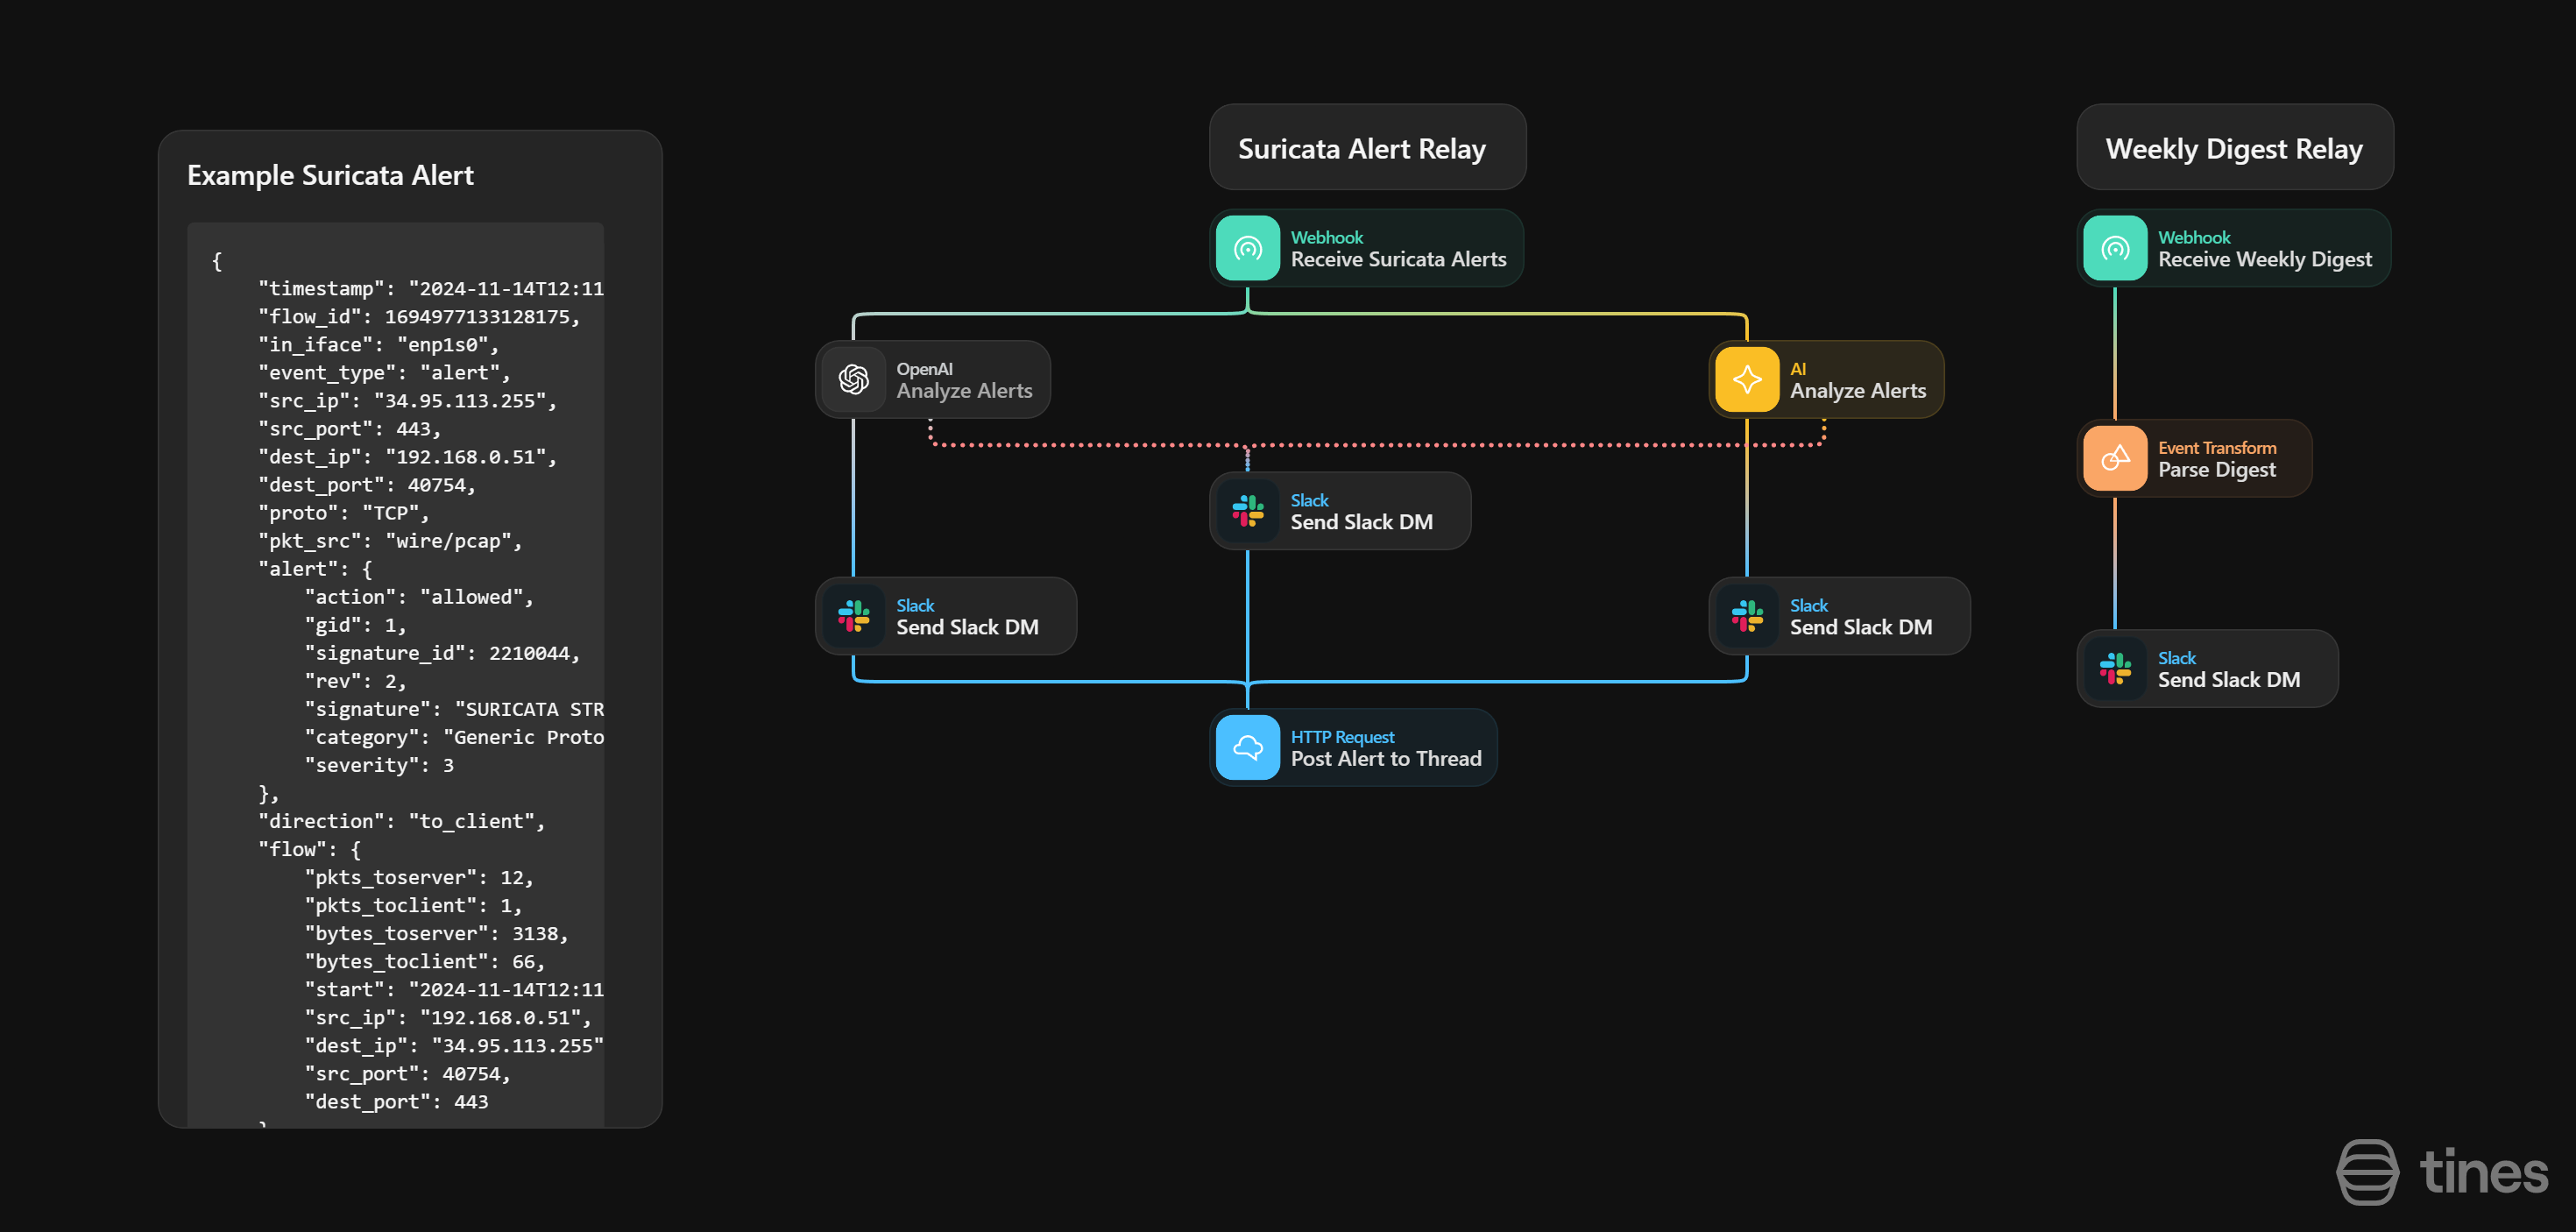 Example Suricata Alert
{
"timestamp": "2024-11-14T12:11
"flow_id": 1694977133128175,
"in_iface": "enp1s0",
"event_type": "alert",
"src_ip": "34.95.113.255",
"src_port": 443,
"dest_ip": "192.168.0.51",
"dest_port": 40754,
"proto": "TCP",
"pkt_src": "wire/pcap",
"alert": {
"action": "allowed",
"gid": 1,
"signature_id": 2210044,
"rev": 2,
"signature": "SURICATA STR
"category": "Generic Proto
"severity": 3
},
"direction": "to_client",
"flow": {
"pkts_toserver": 12,
"pkts_toclient": 1,
"bytes_toserver": 3138,
"bytes_toclient": 66,
"start": "2024-11-14T12:11
"src_ip": "192.168.0.51",
"dest_ip": "34.95.113.255"
"src_port": 40754,
"dest_port": 443
}
Suricata Alert Relay
Webhook
Receive Suricata Alerts
OpenAI
Analyze Alerts
AI
Analyze Alerts
Slack
Send Slack DM
Slack
Send Slack DM
Slack
Send Slack DM
HTTP Request
Post Alert to Thread
Weekly Digest Relay
Webhook
Receive Weekly Digest
Event Transform
Parse Digest
Slack
Send Slack DM
tines